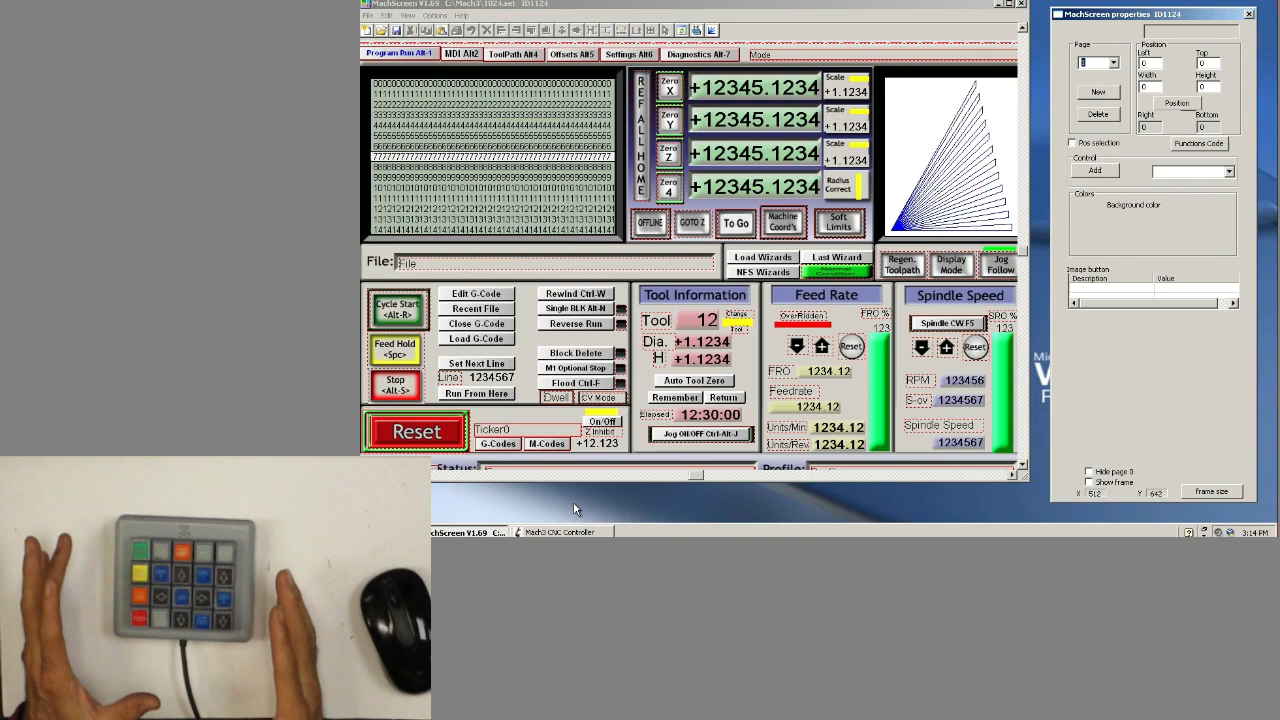 MachScreen V1.69 C:\Mach3\1024.set ID1124
File Edit View Options Help
Program Run Alt-1 MDI Alt2 ToolPath Alt4 Offsets Alt5 Settings Alt6 Diagnostics Alt-7 Mode
REF ALL HOME
Zero X +12345.1234 Scale +1.1234
Zero Y +12345.1234 Scale +1.1234
Zero Z +12345.1234 Scale +1.1234
Zero 4 +12345.1234 Radius Correct
OFFLINE GOTO Z To Go Machine Coord's Soft Limits
File: File
Load Wizards Last Wizard
NFS Wizards Normal Condition
Regen. Toolpath Display Mode Jog Follow
Cycle Start <Alt-R>
Feed Hold <Spc>
Stop <Alt-S>
Reset
Edit G-Code
Recent File
Close G-Code
Load G-Code
Set Next Line
Line: 1234567
Run From Here
Rewind Ctrl-W
Single BLK Alt-N
Reverse Run
Block Delete
M1 Optional Stop
Flood Ctrl-F
Dwell CV Mode
Ticker0
G-Codes M-Codes
On/Off
Z Inhibit
+12.123
Tool Information
Tool 12 Change Tool
Dia. +1.1234
H +1.1234
Auto Tool Zero
Remember Return
Elapsed 12:30:00
Jog ON/OFF Ctrl-Alt-J
Feed Rate
OverRidden FRO % 123
Reset
FRO 1234.12
Feedrate
1234.12
Units/Min 1234.12
Units/Rev 1234.12
Spindle Speed
Spindle CW F5 SRO % 123
Reset
RPM 123456
S-ov 1234567
Spindle Speed
1234567
Status: Profile:
MachScreen properties ID1124
Page
New
Delete
Position
Left Top
0 0
Width Height
0 0
Position
Right Bottom
0 0
Pos selection Functions Code
Control
Add
Colors
Background color
Image button
Description Value
Hide page 0
Show frame
X 512 Y 642 Frame size
chScreen V1.69 C:... Mach3 CNC Controller 3:14 PM